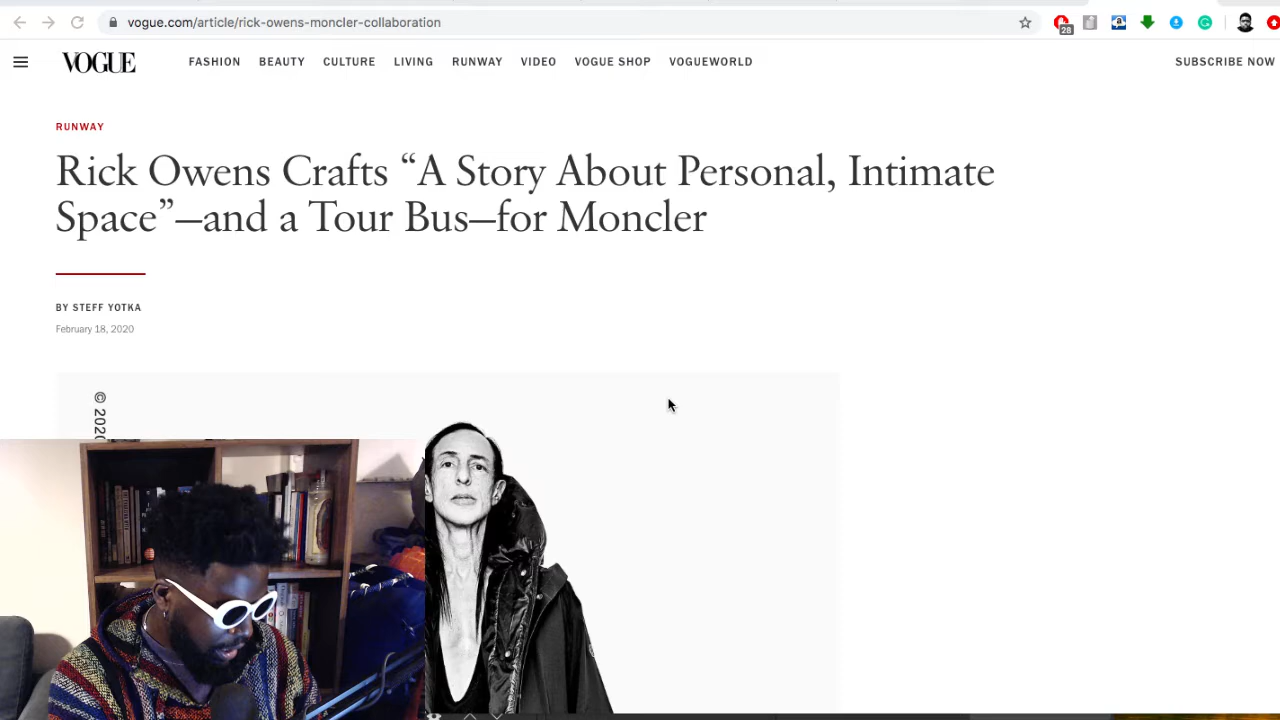 vogue.com/article/rick-owens-moncler-collaboration
28
VOGUE
FASHION BEAUTY CULTURE LIVING RUNWAY VIDEO VOGUE SHOP VOGUEWORLD
SUBSCRIBE NOW
RUNWAY
Rick Owens Crafts “A Story About Personal, Intimate
Space”—and a Tour Bus—for Moncler
BY STEFF YOTKA
February 18, 2020
© 2020